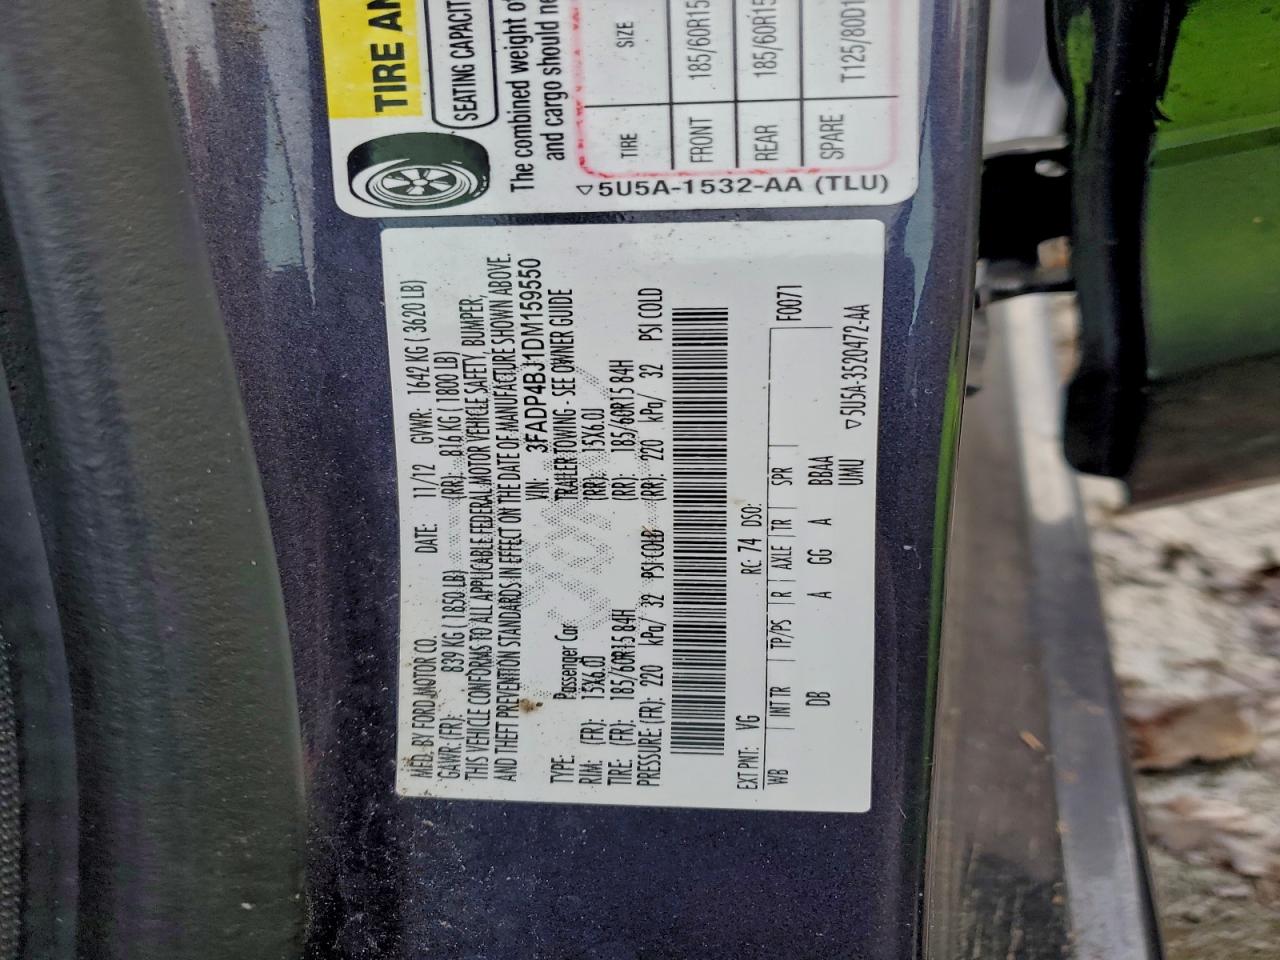 TIRE AN
SEATING CAPACIT
The combined weight of
and cargo should ne
TIRE SIZE
FRONT 185/60R15
REAR 185/60R15
SPARE T125/80D1
5U5A-1532-AA (TLU)
MFD. BY FORD MOTOR CO. DATE: 11/12 GVWR: 1642 KG ( 3620 LB)
GAWR: (FR): 839 KG ( 1850 LB) (RR): 816 KG ( 1800 LB)
THIS VEHICLE CONFORMS TO ALL APPLICABLE FEDERAL MOTOR VEHICLE SAFETY, BUMPER,
AND THEFT PREVENTION STANDARDS IN EFFECT ON THE DATE OF MANUFACTURE SHOWN ABOVE.
VIN: 3FADP4BJ1DM159550
TYPE: Passenger Car TRAILER TOWING - SEE OWNER GUIDE
RIM: (FR): 15X6.0J (RR): 15X6.0J
TIRE: (FR): 185/60R15 84H (RR): 185/60R15 84H
PRESSURE: (FR): 220 kPa/ 32 PSI COLD (RR): 220 kPa/ 32 PSI COLD
EXT PNT: VG RC: 74 DSO: F0071
WB INT TR TP/PS R AXLE TR SPR
DB A GG A BBAA
UMU
5U5A-3520472-AA